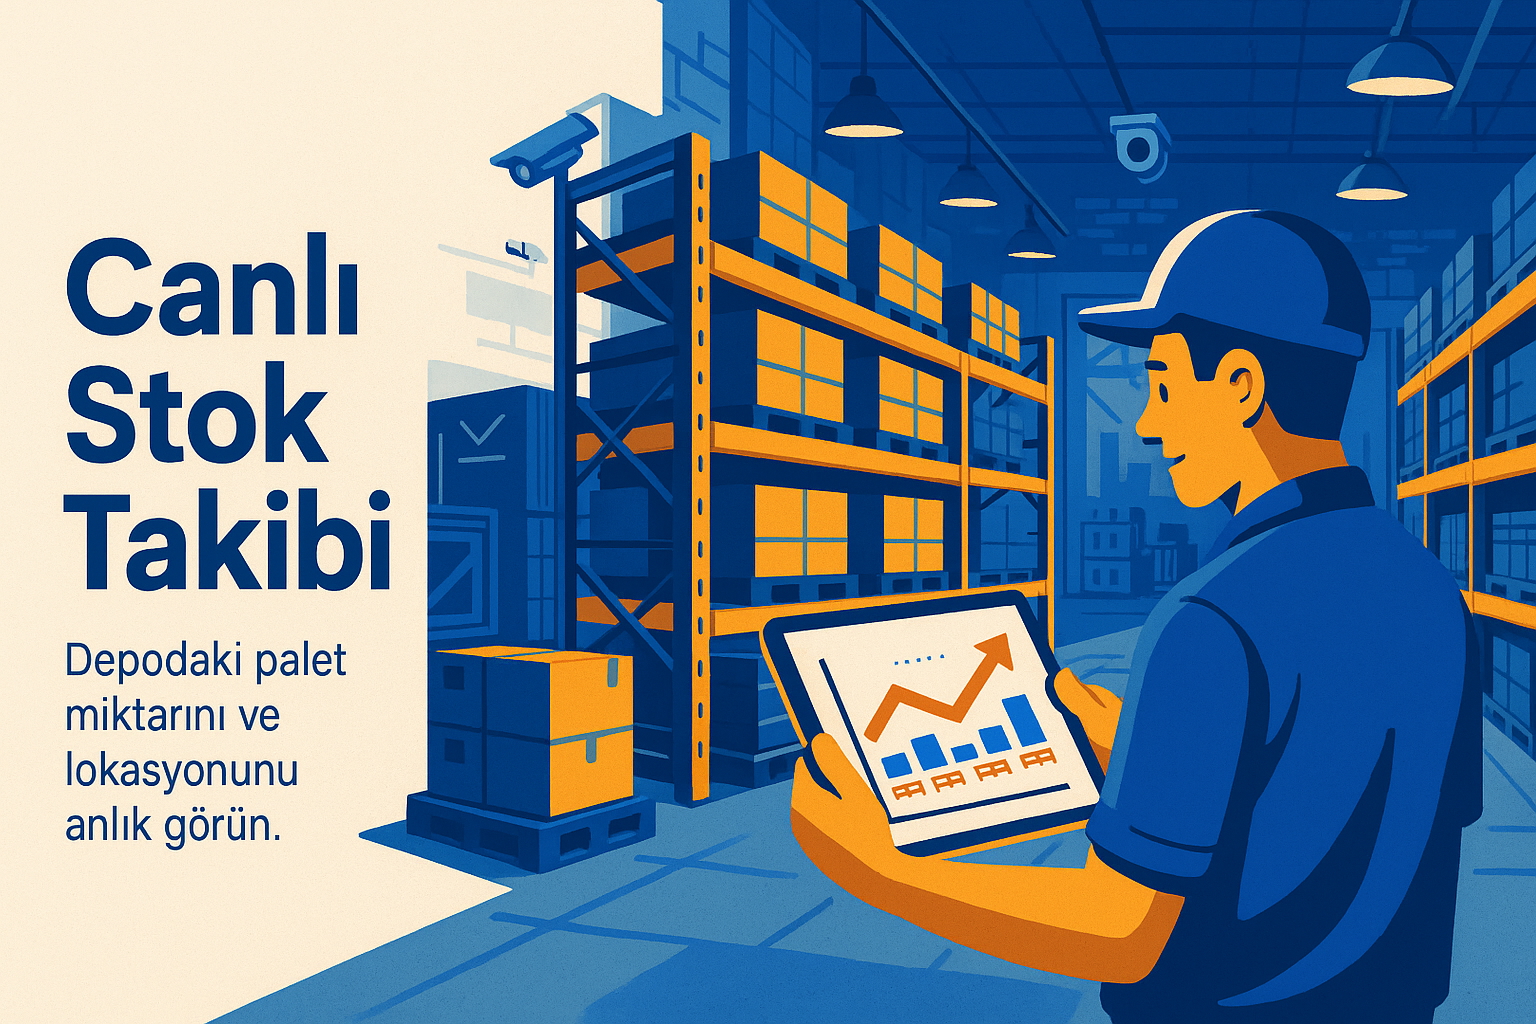 Canlı
Stok
Takibi
Depodaki palet
miktarını ve
lokasyonunu
anlık görün.